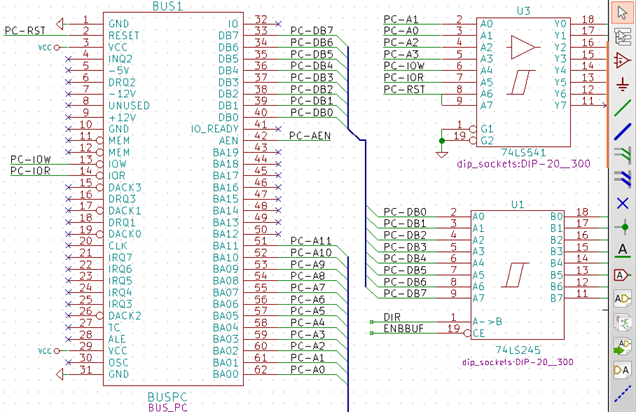 BUS1
1 GND IO 32
PC-RST 2 RESET DB7 33 PC-DB7
VCC 3 VCC DB6 34 PC-DB6
4 INQ2 DB5 35 PC-DB5
5 -5V DB4 36 PC-DB4
6 DRQ2 DB3 37 PC-DB3
7 -12V DB2 38 PC-DB2
8 UNUSED DB1 39 PC-DB1
9 +12V DB0 40 PC-DB0
10 GND IO_READY 41
11 MEM AEN 42 PC-AEN
12 MEM BA19 43
PC-IOW 13 IOW BA18 44
PC-IOR 14 IOR BA17 45
15 DACK3 BA16 46
16 DRQ3 BA15 47
17 DACK1 BA14 48
18 DRQ1 BA13 49
19 DACK0 BA12 50
20 CLK BA11 51 PC-A11
21 IRQ7 BA10 52 PC-A10
22 IRQ6 BA09 53 PC-A9
23 IRQ5 BA08 54 PC-A8
24 IRQ4 BA07 55 PC-A7
25 IRQ3 BA06 56 PC-A6
26 DACK2 BA05 57 PC-A5
27 TC BA04 58 PC-A4
28 ALE BA03 59 PC-A3
VCC 29 VCC BA02 60 PC-A2
30 OSC BA01 61 PC-A1
31 GND BA00 62 PC-A0
BUSPC
BUS_PC
U3
PC-A1 2 A0 Y0 18
PC-A0 3 A1 Y1 17
PC-A2 4 A2 Y2 16
PC-A3 5 A3 Y3 15
PC-IOW 6 A4 Y4 14
PC-IOR 7 A5 Y5 13
PC-RST 8 A6 Y6 12
9 A7 Y7 11
1 G1
19 G2
74LS541
dip_sockets:DIP-20__300
U1
PC-DB0 2 A0 B0 18
PC-DB1 3 A1 B1 17
PC-DB2 4 A2 B2 16
PC-DB3 5 A3 B3 15
PC-DB4 6 A4 B4 14
PC-DB5 7 A5 B5 13
PC-DB6 8 A6 B6 12
PC-DB7 9 A7 B7 11
DIR 1 A->B
ENBBUF 19 CE
74LS245
dip_sockets:DIP-20__300